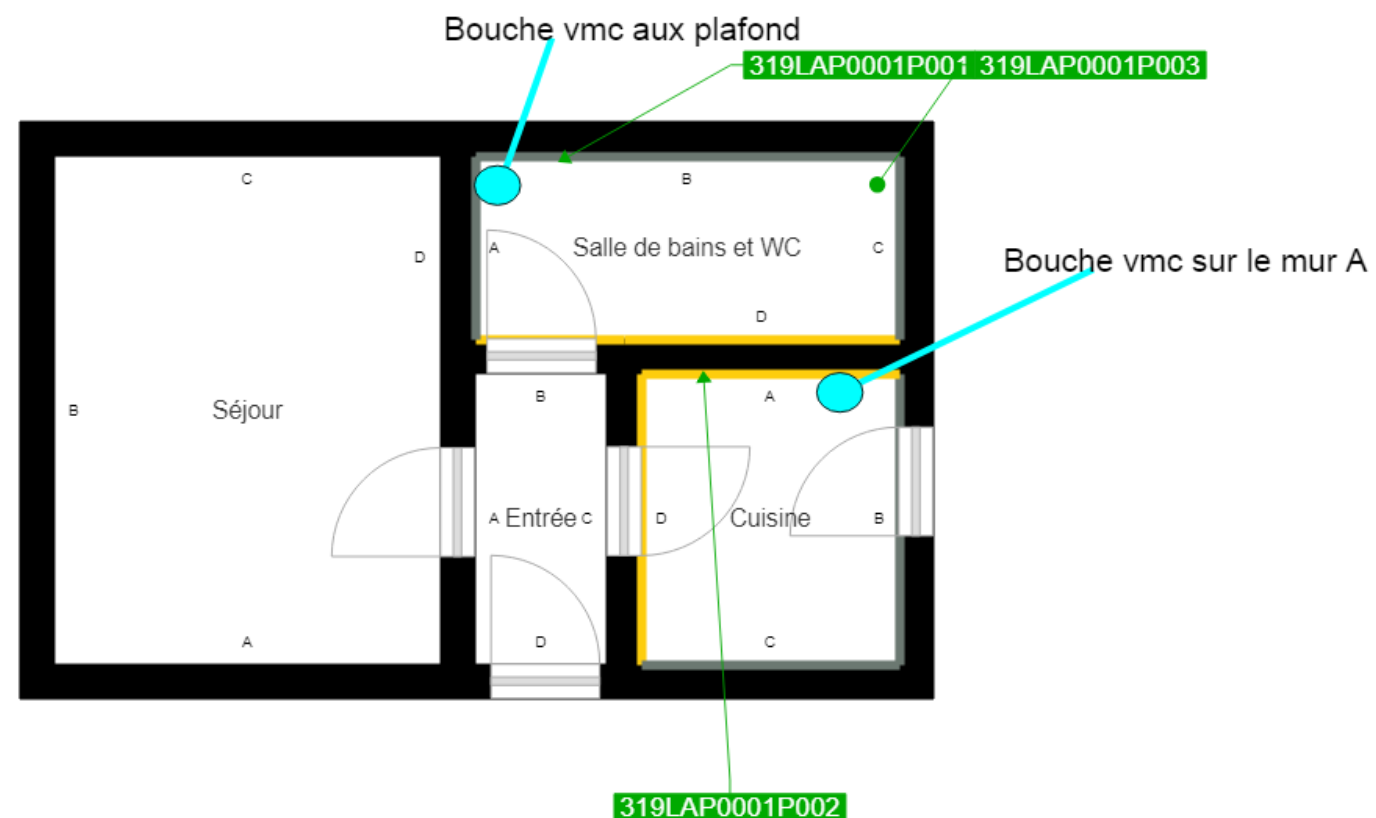 Bouche vmc aux plafond
319LAP0001P001 319LAP0001P003
C
B
A
Salle de bains et WC
C
D
D
Bouche vmc sur le mur A
B
Séjour
B
A
A
Entrée
C
D
Cuisine
B
A
D
C
319LAP0001P002